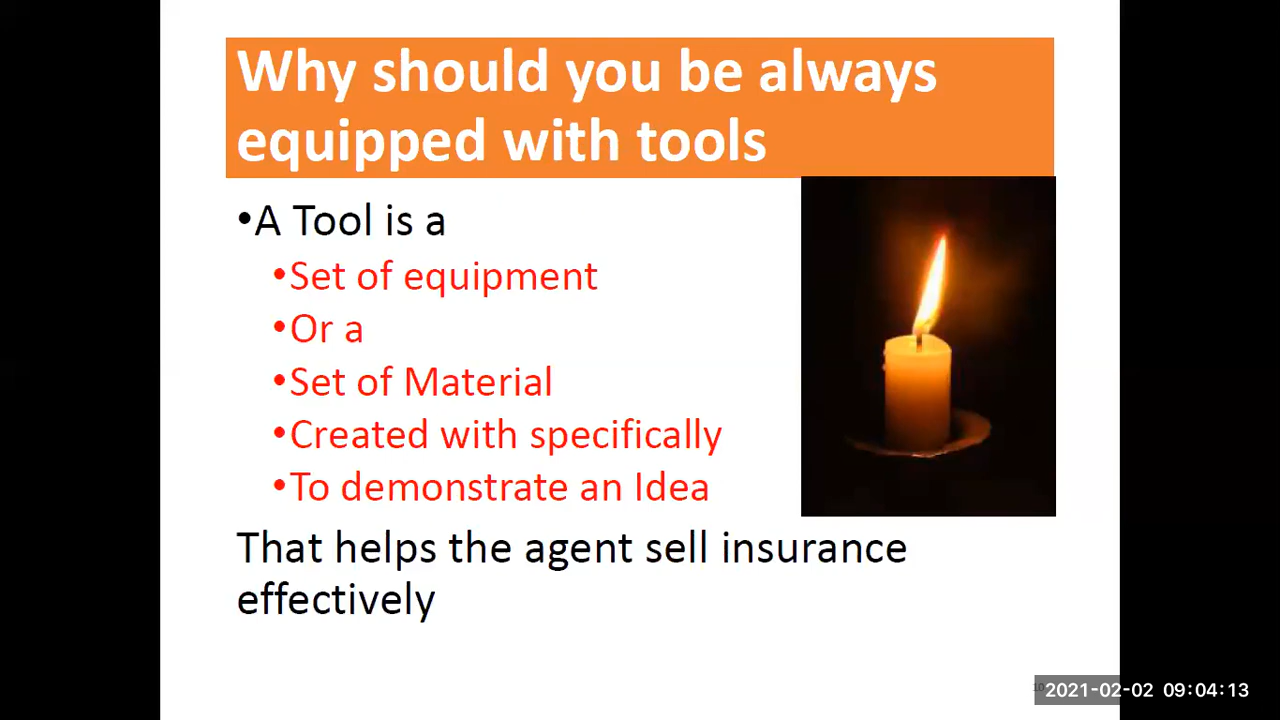 Why should you be always
equipped with tools
•A Tool is a
•Set of equipment
•Or a
•Set of Material
•Created with specifically
•To demonstrate an Idea
That helps the agent sell insurance
effectively
2021-02-02 09:04:13